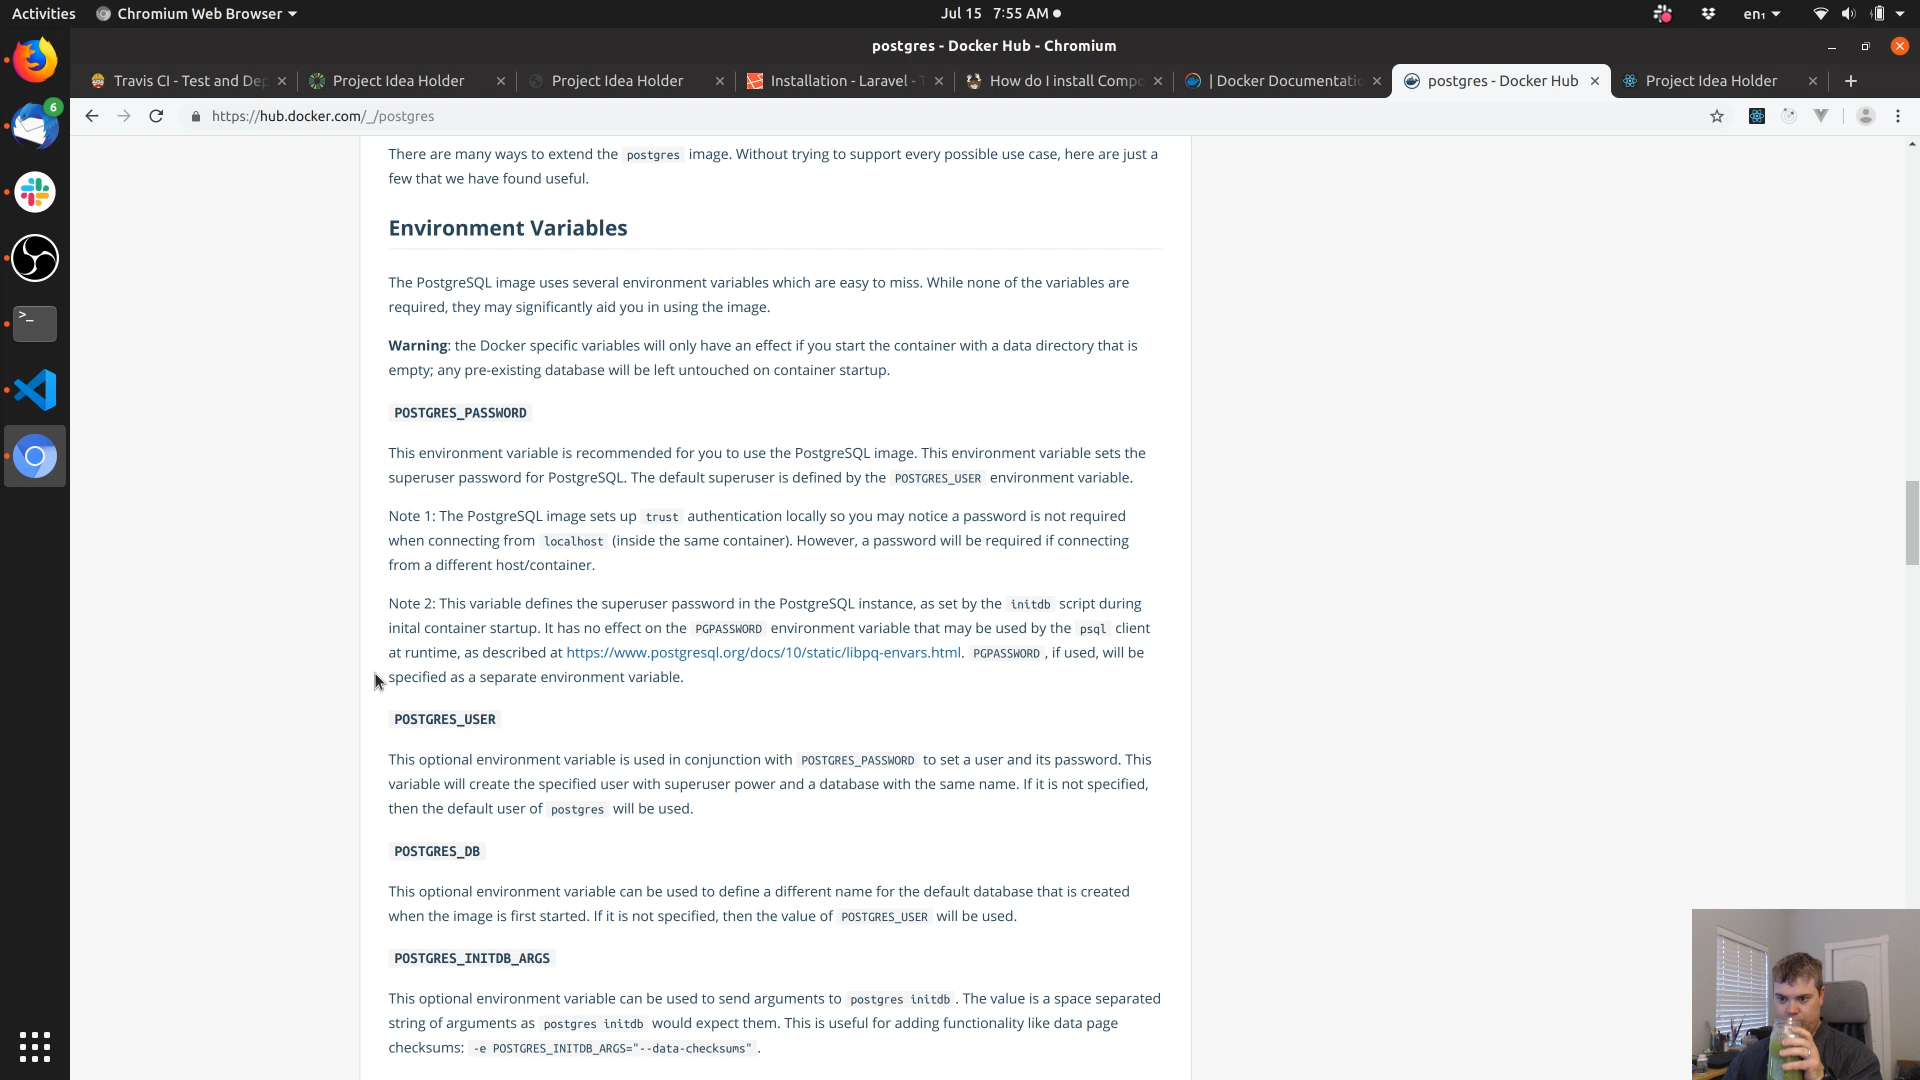 Activities
Chromium Web Browser
Jul 15 7:55 AM
en₁
postgres - Docker Hub - Chromium
6
Travis CI - Test and Dep
Project Idea Holder
Project Idea Holder
Installation - Laravel -
How do I install Compo
| Docker Documentatio
postgres - Docker Hub
Project Idea Holder
https://hub.docker.com/_/postgres
There are many ways to extend the postgres image. Without trying to support every possible use case, here are just a
few that we have found useful.
Environment Variables
The PostgreSQL image uses several environment variables which are easy to miss. While none of the variables are
required, they may significantly aid you in using the image.
Warning: the Docker specific variables will only have an effect if you start the container with a data directory that is
empty; any pre-existing database will be left untouched on container startup.
POSTGRES_PASSWORD
This environment variable is recommended for you to use the PostgreSQL image. This environment variable sets the
superuser password for PostgreSQL. The default superuser is defined by the POSTGRES_USER environment variable.
Note 1: The PostgreSQL image sets up trust authentication locally so you may notice a password is not required
when connecting from localhost (inside the same container). However, a password will be required if connecting
from a different host/container.
Note 2: This variable defines the superuser password in the PostgreSQL instance, as set by the initdb script during
inital container startup. It has no effect on the PGPASSWORD environment variable that may be used by the psql client
at runtime, as described at https://www.postgresql.org/docs/10/static/libpq-envars.html. PGPASSWORD , if used, will be
specified as a separate environment variable.
POSTGRES_USER
This optional environment variable is used in conjunction with POSTGRES_PASSWORD to set a user and its password. This
variable will create the specified user with superuser power and a database with the same name. If it is not specified,
then the default user of postgres will be used.
POSTGRES_DB
This optional environment variable can be used to define a different name for the default database that is created
when the image is first started. If it is not specified, then the value of POSTGRES_USER will be used.
POSTGRES_INITDB_ARGS
This optional environment variable can be used to send arguments to postgres initdb . The value is a space separated
string of arguments as postgres initdb would expect them. This is useful for adding functionality like data page
checksums: -e POSTGRES_INITDB_ARGS="--data-checksums" .